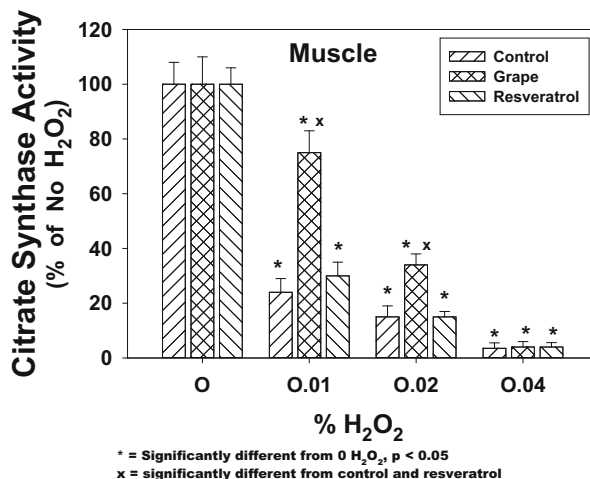 Muscle
Control
Grape
Resveratrol
Citrate Synthase Activity
(% of No H₂O₂)
120
100
80
60
40
20
0
* x
*
*
* x
*
*
* * *
O O.01 O.02 O.04
% H₂O₂
* = Significantly different from 0 H₂O₂, p < 0.05
x = significantly different from control and resveratrol